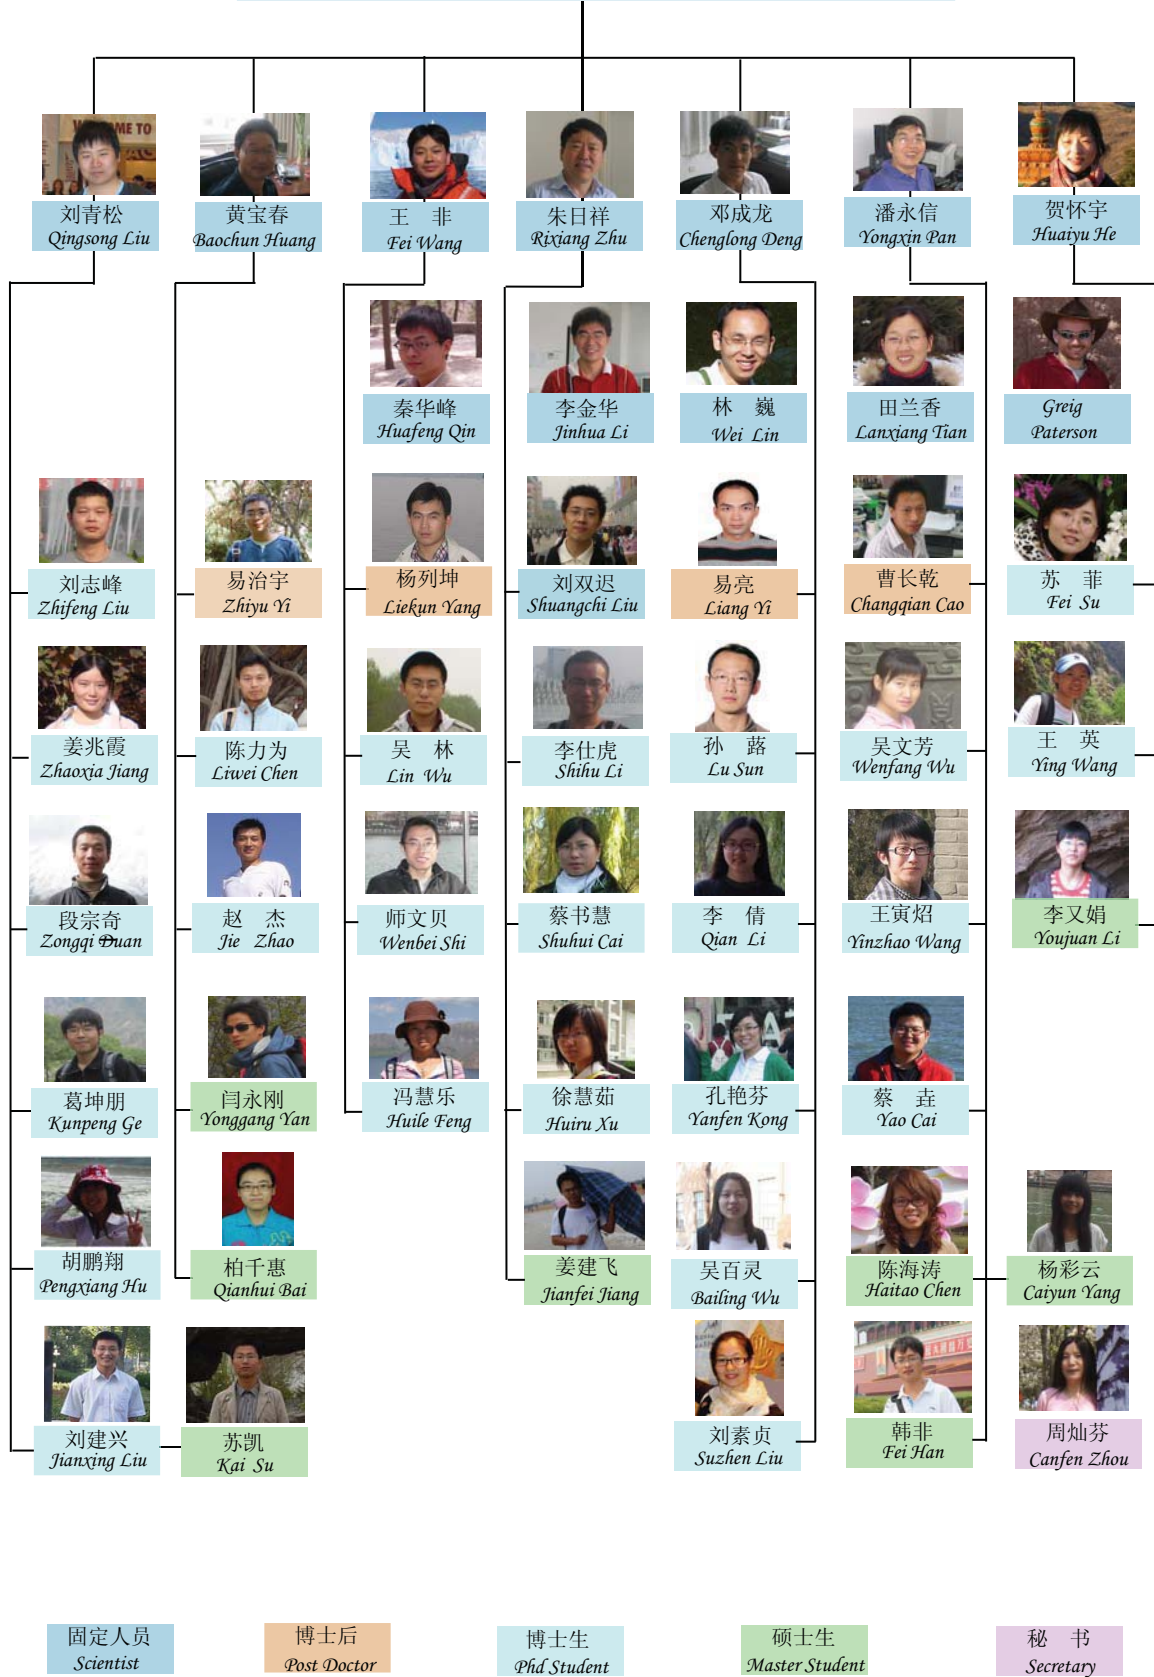 刘青松
Qingsong Liu
黄宝春
Baochun Huang
王 非
Fei Wang
朱日祥
Rixiang Zhu
邓成龙
Chenglong Deng
潘永信
Yongxin Pan
贺怀宇
Huaiyu He
秦华峰
Huafeng Qin
李金华
Jinhua Li
林 巍
Wei Lin
田兰香
Lanxiang Tian
Greig
Paterson
刘志峰
Zhifeng Liu
易治宇
Zhiyu Yi
杨列坤
Liekun Yang
刘双迟
Shuangchi Liu
易亮
Liang Yi
曹长乾
Changqian Cao
苏 菲
Fei Su
姜兆霞
Zhaoxia Jiang
陈力为
Liwei Chen
吴 林
Lin Wu
李仕虎
Shihu Li
孙 蕗
Lu Sun
吴文芳
Wenfang Wu
王 英
Ying Wang
段宗奇
Zongqi Duan
赵 杰
Jie Zhao
师文贝
Wenbei Shi
蔡书慧
Shuhui Cai
李 倩
Qian Li
王寅炤
Yinzhao Wang
李又娟
Youjuan Li
葛坤朋
Kunpeng Ge
闫永刚
Yonggang Yan
冯慧乐
Huile Feng
徐慧茹
Huiru Xu
孔艳芬
Yanfen Kong
蔡 垚
Yao Cai
胡鹏翔
Pengxiang Hu
柏千惠
Qianhui Bai
姜建飞
Jianfei Jiang
吴百灵
Bailing Wu
陈海涛
Haitao Chen
杨彩云
Caiyun Yang
刘建兴
Jianxing Liu
苏凯
Kai Su
刘素贞
Suzhen Liu
韩非
Fei Han
周灿芬
Canfen Zhou
固定人员
Scientist
博士后
Post Doctor
博士生
Phd Student
硕士生
Master Student
秘 书
Secretary